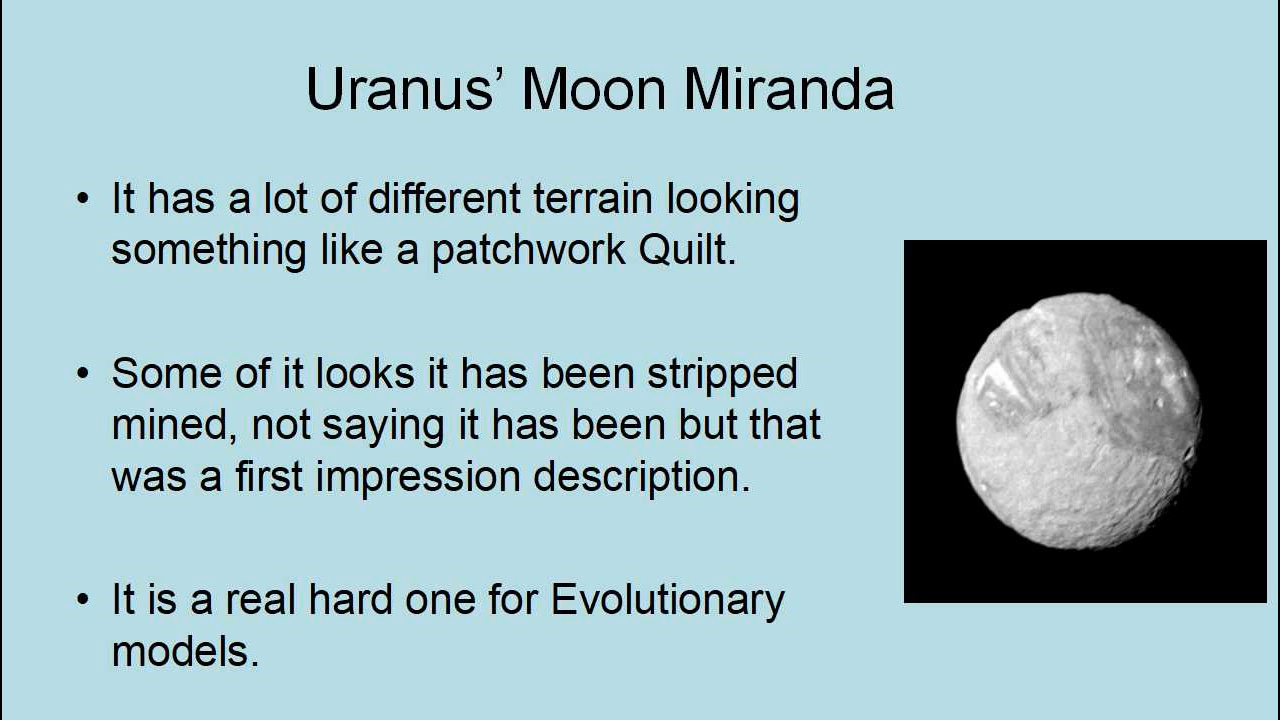 Uranus’ Moon Miranda
• It has a lot of different terrain looking
something like a patchwork Quilt.
• Some of it looks it has been stripped
mined, not saying it has been but that
was a first impression description.
• It is a real hard one for Evolutionary
models.